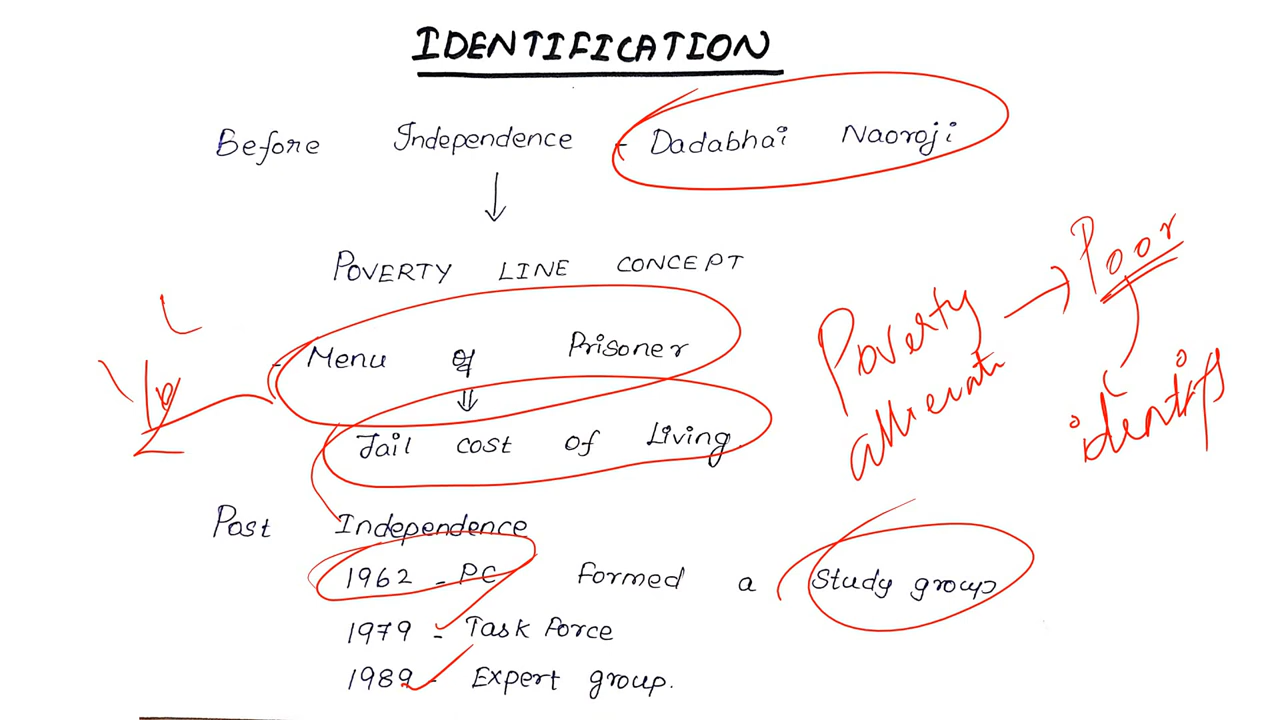 IDENTIFICATION
Before Independence - Dadabhai Naoroji
↓
POVERTY LINE CONCEPT
- Menu of Prisoner
⇓
Jail cost of Living
Post Independence
1962 - PC formed a Study group
1979 - Task Force
1989 - Expert group.
Poverty → Poor
identify